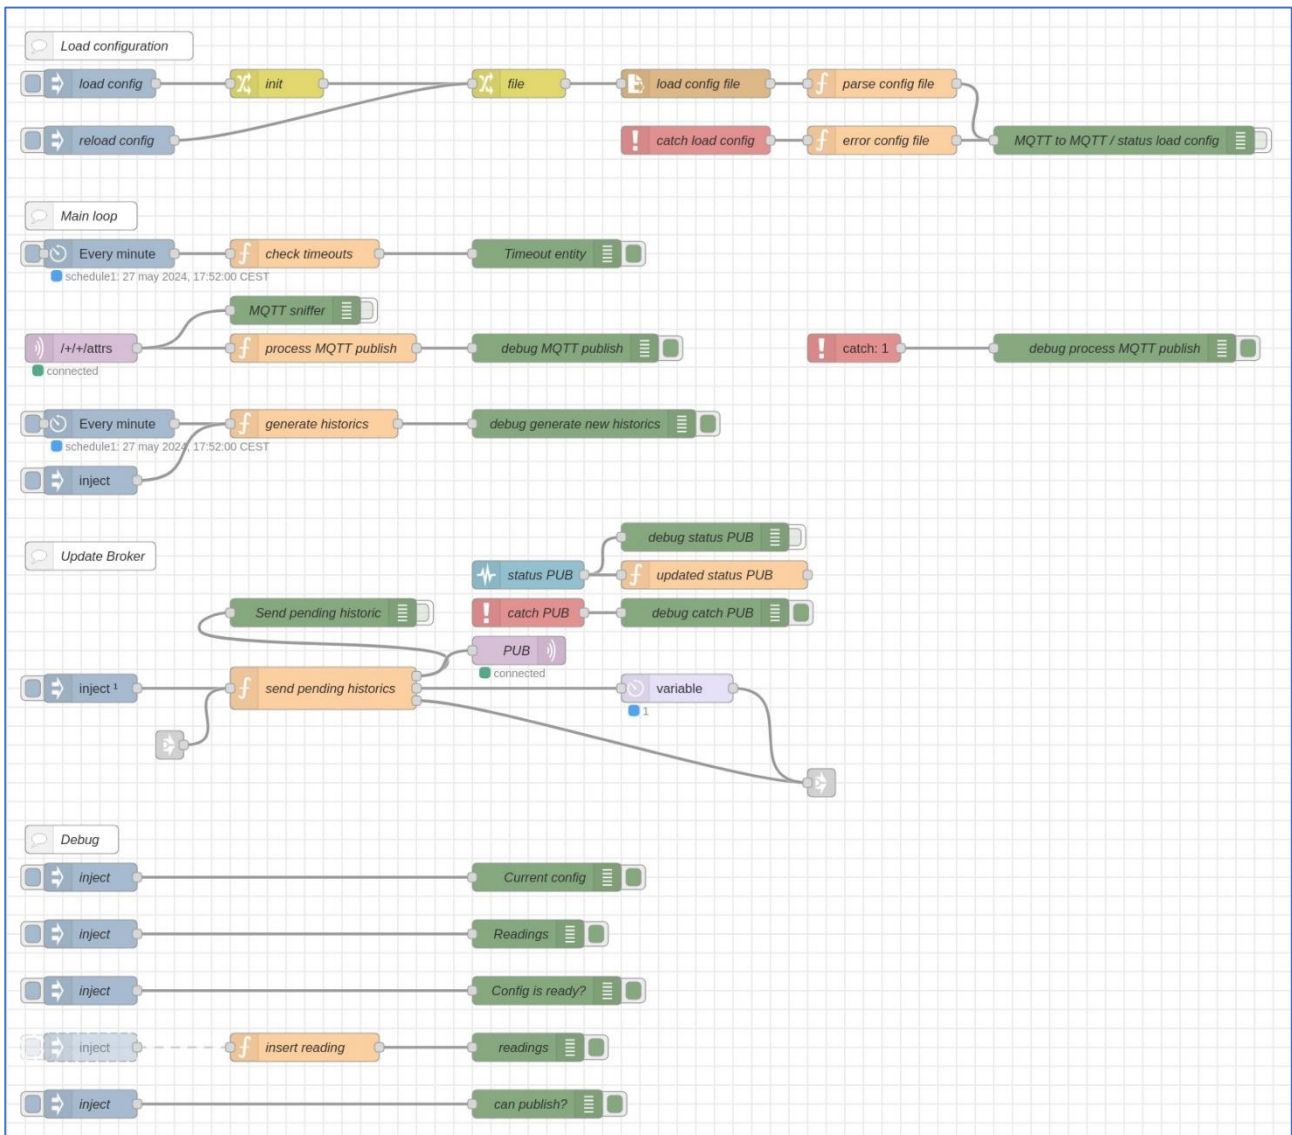 Load configuration
load config
init
file
load config file
parse config file
reload config
catch load config
error config file
MQTT to MQTT / status load config
Main loop
Every minute
check timeouts
Timeout entity
schedule1: 27 may 2024, 17:52:00 CEST
MQTT sniffer
/+/+/attrs
process MQTT publish
debug MQTT publish
catch: 1
debug process MQTT publish
connected
Every minute
generate historics
debug generate new historics
schedule1: 27 may 2024, 17:52:00 CEST
inject
debug status PUB
Update Broker
status PUB
updated status PUB
Send pending historic
catch PUB
debug catch PUB
PUB
connected
inject ¹
send pending historics
variable
1
Debug
inject
Current config
inject
Readings
inject
Config is ready?
inject
insert reading
readings
inject
can publish?